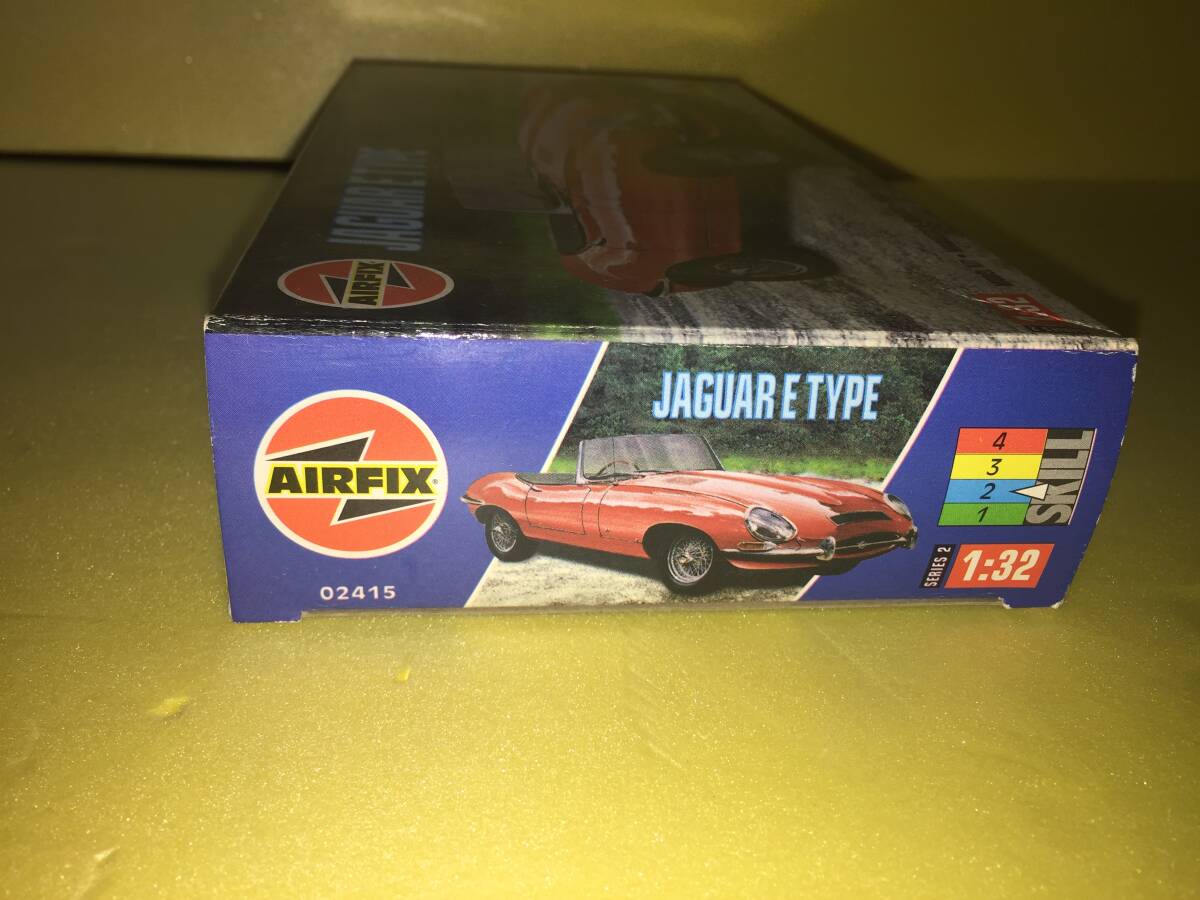 JAGUAR E TYPE
AIRFIX
JAGUAR E TYPE
AIRFIX®
02415
4
3
2
1
SKILL
SERIES 2
1:32